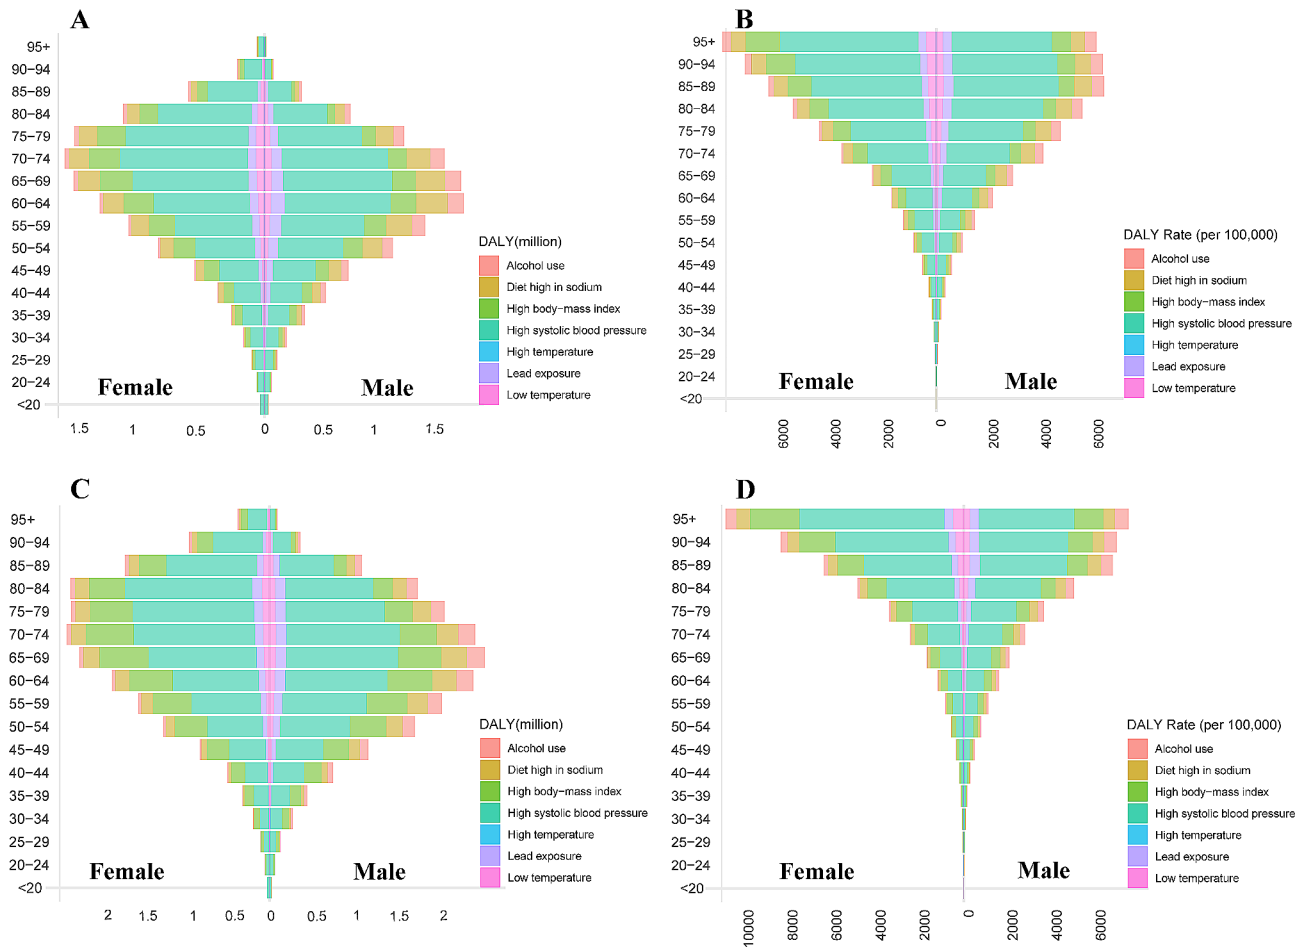 A
95+
90−94
85−89
80−84
75−79
70−74
65−69
60−64
55−59
50−54
45−49
40−44
35−39
30−34
25−29
20−24
<20
Female
Male
1.5 1 0.5 0 0.5 1 1.5
DALY(million)
Alcohol use
Diet high in sodium
High body−mass index
High systolic blood pressure
High temperature
Lead exposure
Low temperature
B
95+
90−94
85−89
80−84
75−79
70−74
65−69
60−64
55−59
50−54
45−49
40−44
35−39
30−34
25−29
20−24
<20
Female
Male
6000 4000 2000 0 2000 4000 6000
DALY Rate (per 100,000)
Alcohol use
Diet high in sodium
High body−mass index
High systolic blood pressure
High temperature
Lead exposure
Low temperature
C
95+
90−94
85−89
80−84
75−79
70−74
65−69
60−64
55−59
50−54
45−49
40−44
35−39
30−34
25−29
20−24
<20
Female
Male
2 1.5 1 0.5 0 0.5 1 1.5 2
DALY(million)
Alcohol use
Diet high in sodium
High body−mass index
High systolic blood pressure
High temperature
Lead exposure
Low temperature
D
95+
90−94
85−89
80−84
75−79
70−74
65−69
60−64
55−59
50−54
45−49
40−44
35−39
30−34
25−29
20−24
<20
Female
Male
10000 8000 6000 4000 2000 0 2000 4000 6000
DALY Rate (per 100,000)
Alcohol use
Diet high in sodium
High body−mass index
High systolic blood pressure
High temperature
Lead exposure
Low temperature